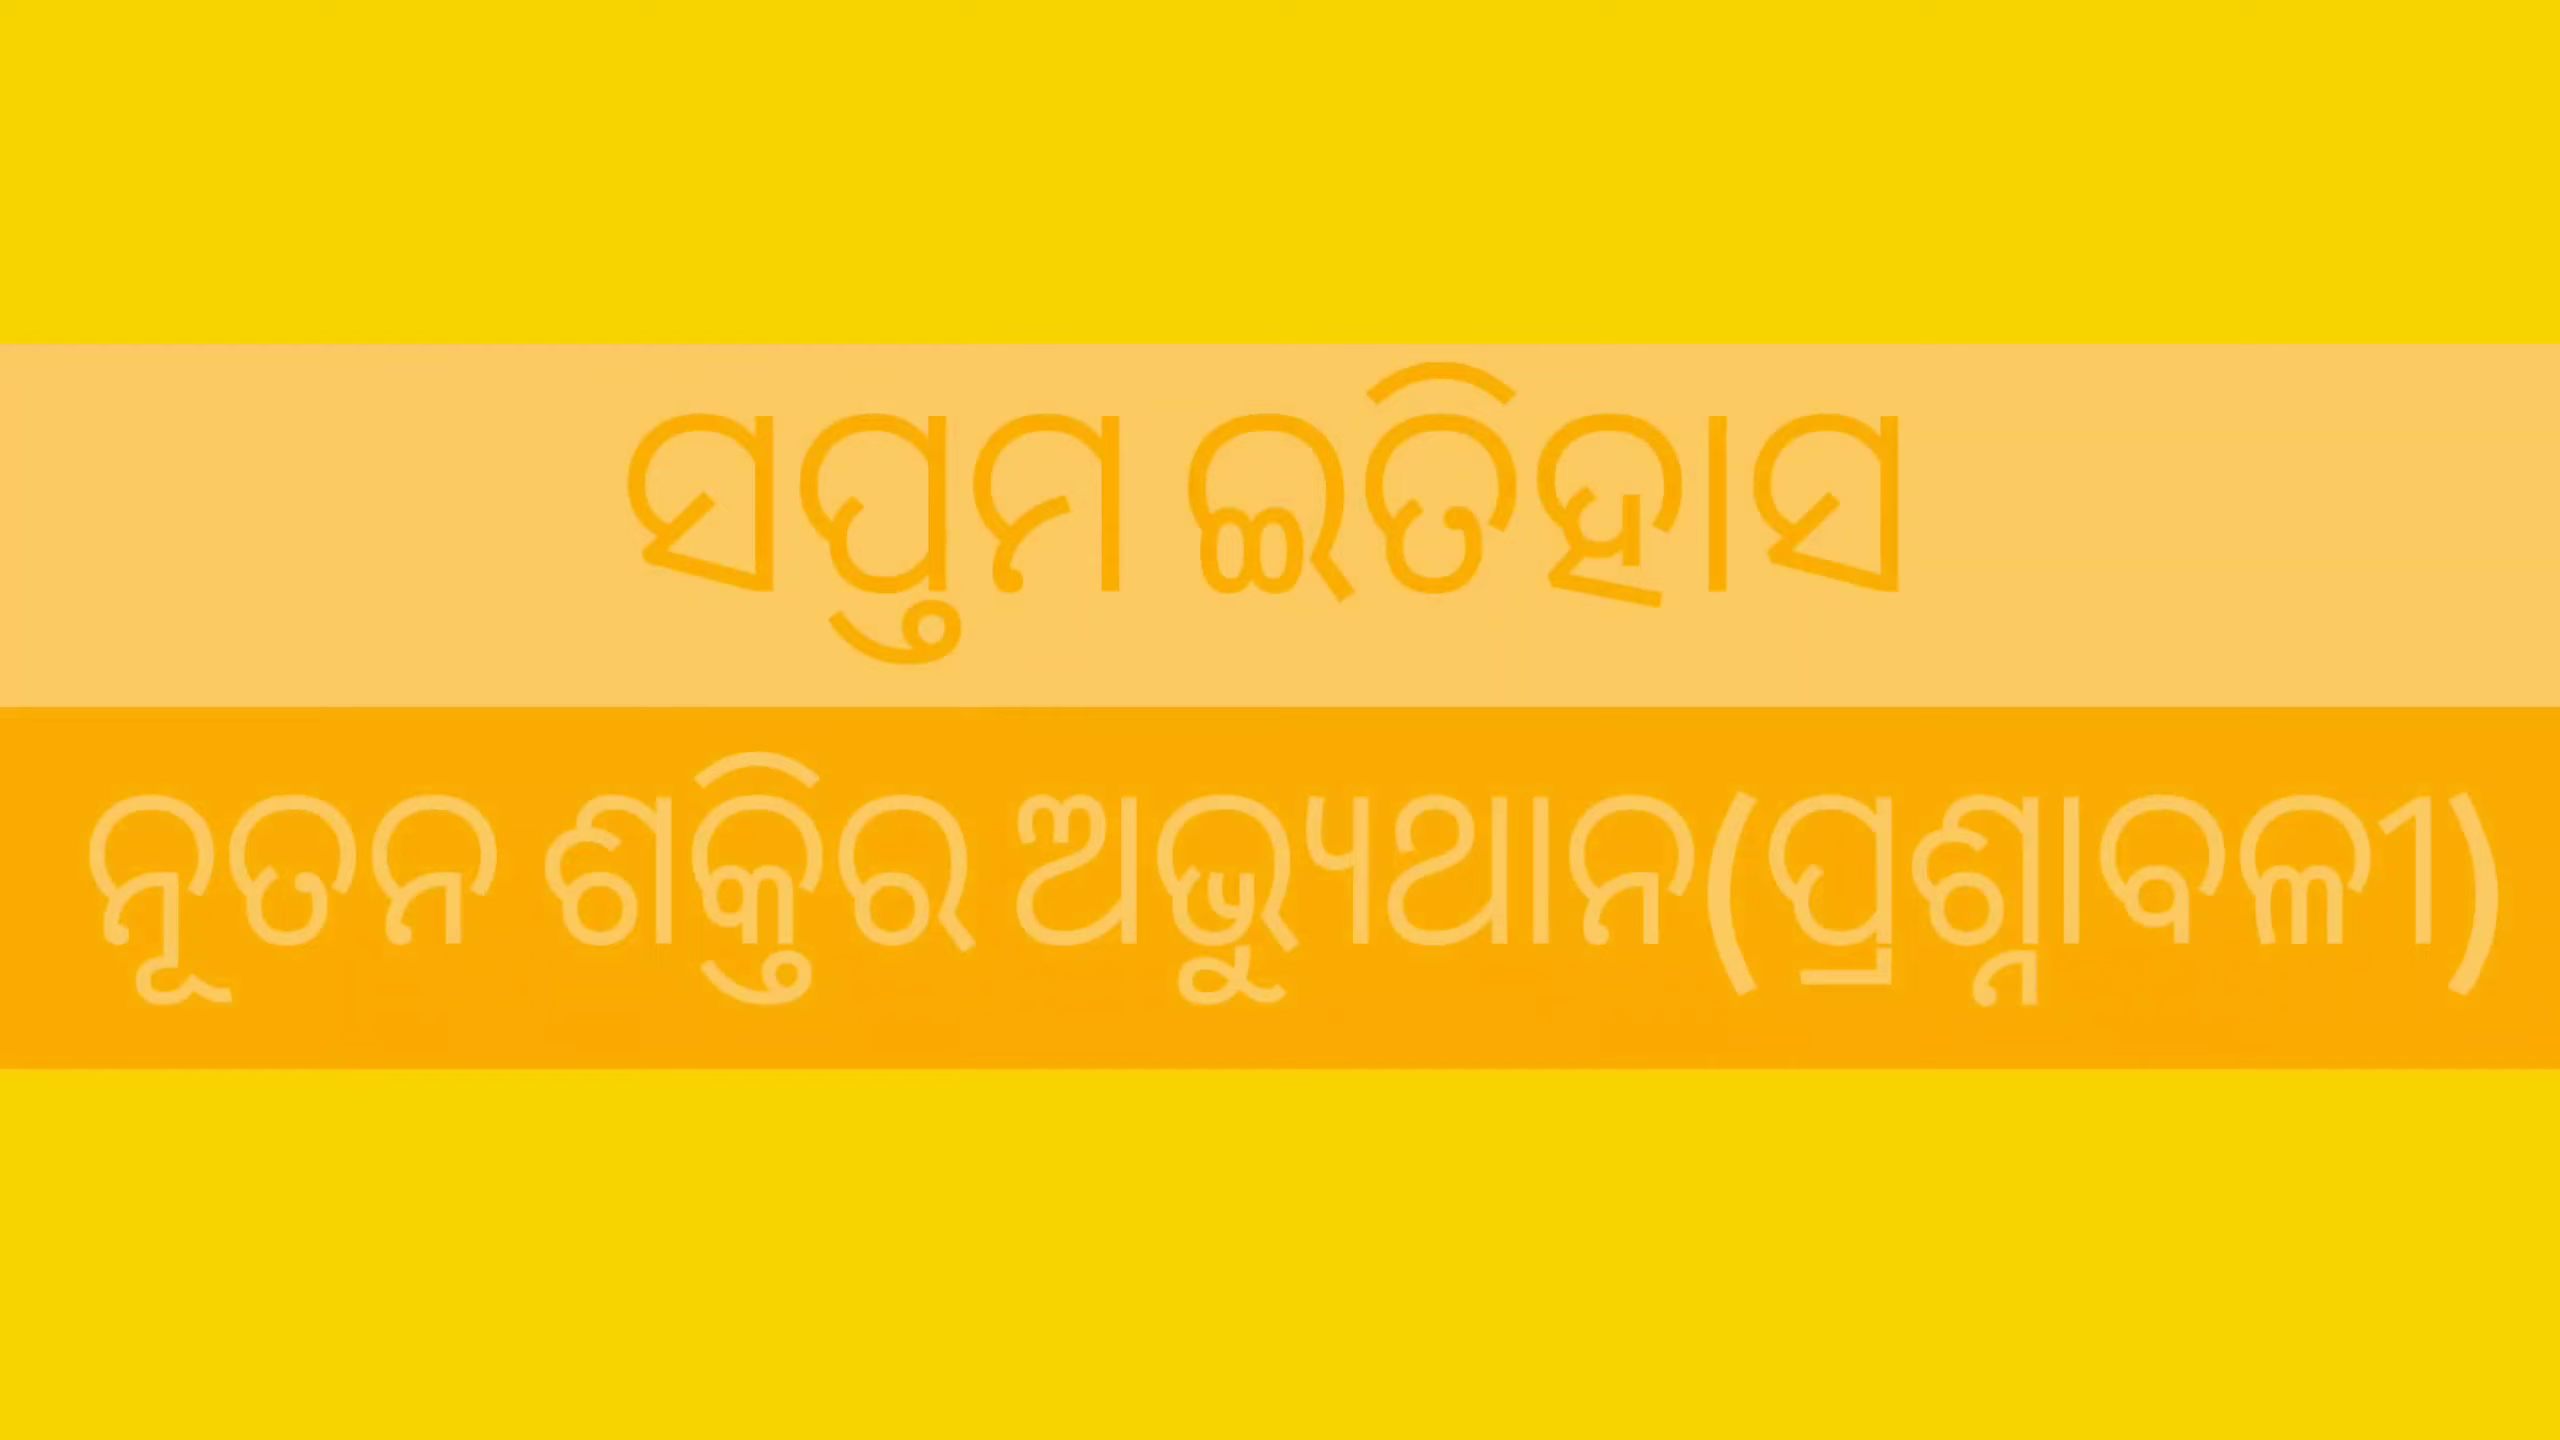 ସପ୍ତମ ଇତିହାସ
ନୂତନ ଶକ୍ତିର ଅଭ୍ୟୁଥାନ(ପ୍ରଶ୍ନାବଳୀ)